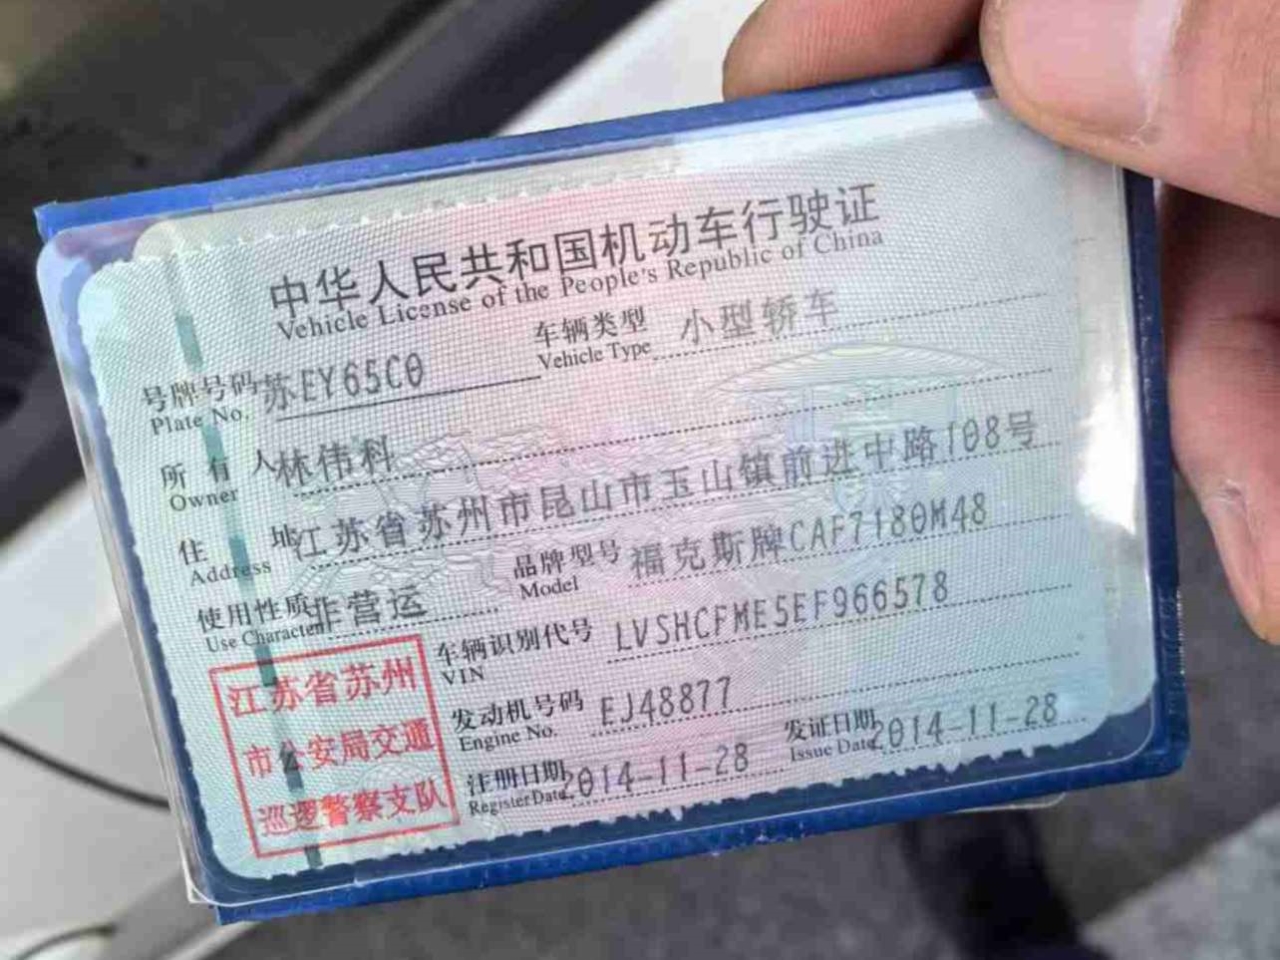 中华人民共和国机动车行驶证
Vehicle License of the People's Republic of China
号牌号码 苏EY65C0 车辆类型 小型轿车
Plate No. Vehicle Type
所有人 林伟科
Owner
住址 江苏省苏州市昆山市玉山镇前进中路108号
Address
使用性质 非营运 品牌型号 福克斯牌CAF7180M48
Use Character Model
车辆识别代号 LVSHCFME5EF966578
VIN
发动机号码 EJ48877
Engine No.
注册日期 2014-11-28 发证日期 2014-11-28
Register Date Issue Date
江苏省苏州
市公安局交通
巡逻警察支队